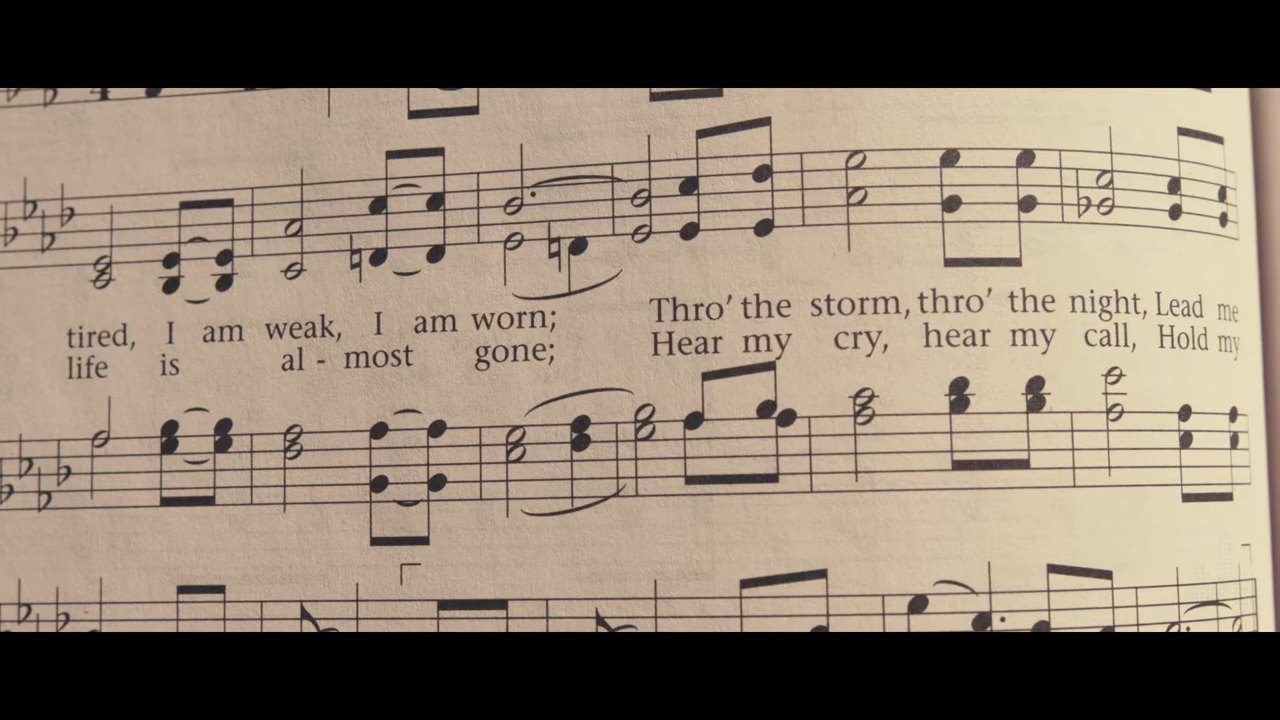 tired, I am weak, I am worn; Thro' the storm, thro' the night, Lead me
life is al - most gone; Hear my cry, hear my call, Hold my